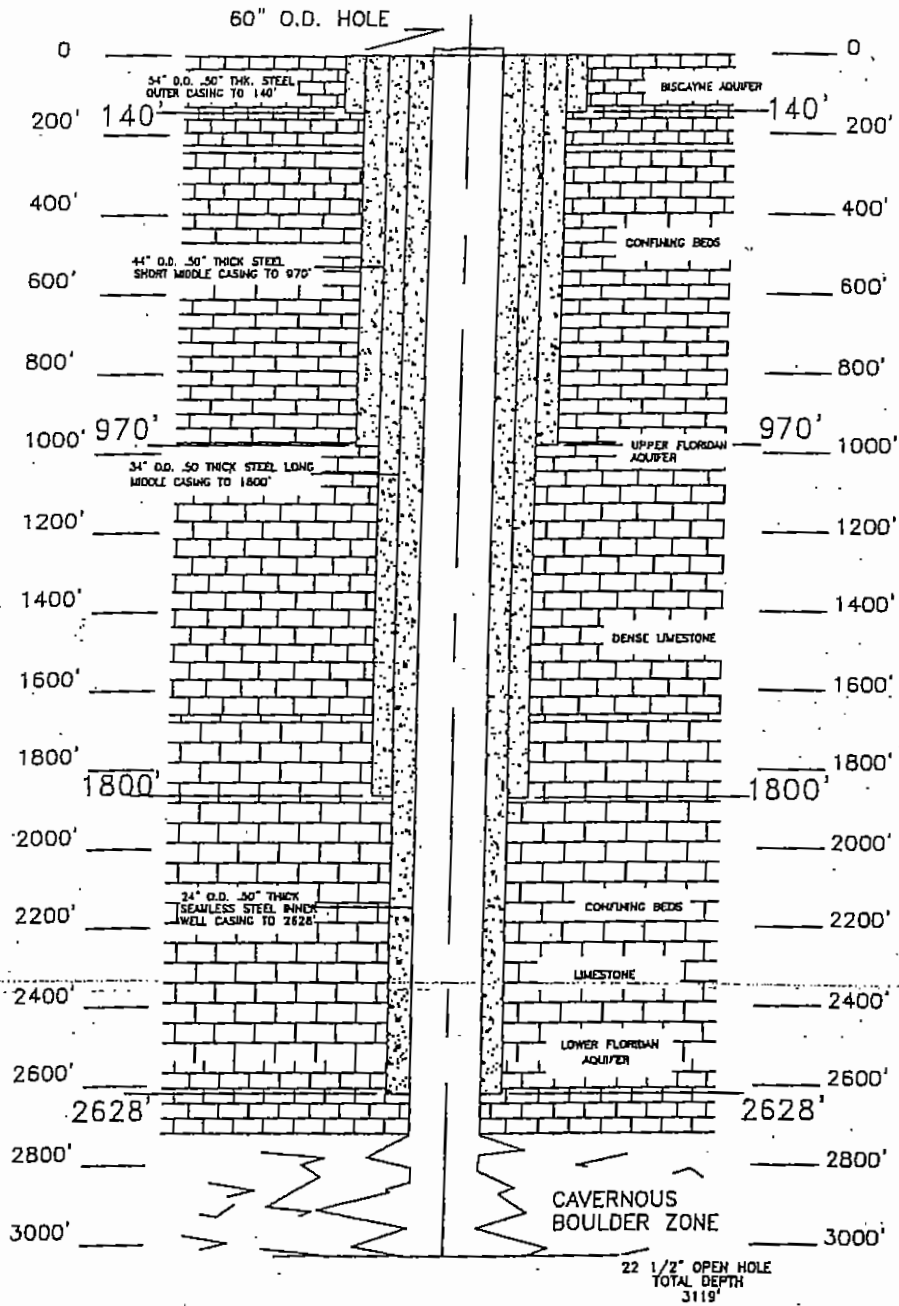 60" O.D. HOLE
0
0
54" O.D. .50" THK. STEEL
OUTER CASING TO 140'
BISCAYNE AQUIFER
140'
140'
200'
200'
400'
400'
CONFINING BEDS
44" O.D. .50" THICK STEEL
SHORT MIDDLE CASING TO 970'
600'
600'
800'
800'
970'
970'
1000'
1000'
UPPER FLORIDAN
AQUIFER
34" O.D. .50 THICK STEEL LONG
MIDDLE CASING TO 1800'
1200'
1200'
1400'
1400'
DENSE LIMESTONE
1600'
1600'
1800'
1800'
1800'
1800'
2000'
2000'
24" O.D. .50" THICK
SEAMLESS STEEL INNER
WELL CASING TO 2628'
CONFINING BEDS
2200'
2200'
LIMESTONE
2400'
2400'
LOWER FLORIDAN
AQUIFER
2600'
2600'
2628'
2628'
2800'
2800'
CAVERNOUS
BOULDER ZONE
3000'
3000'
22 1/2" OPEN HOLE
TOTAL DEPTH
3119'